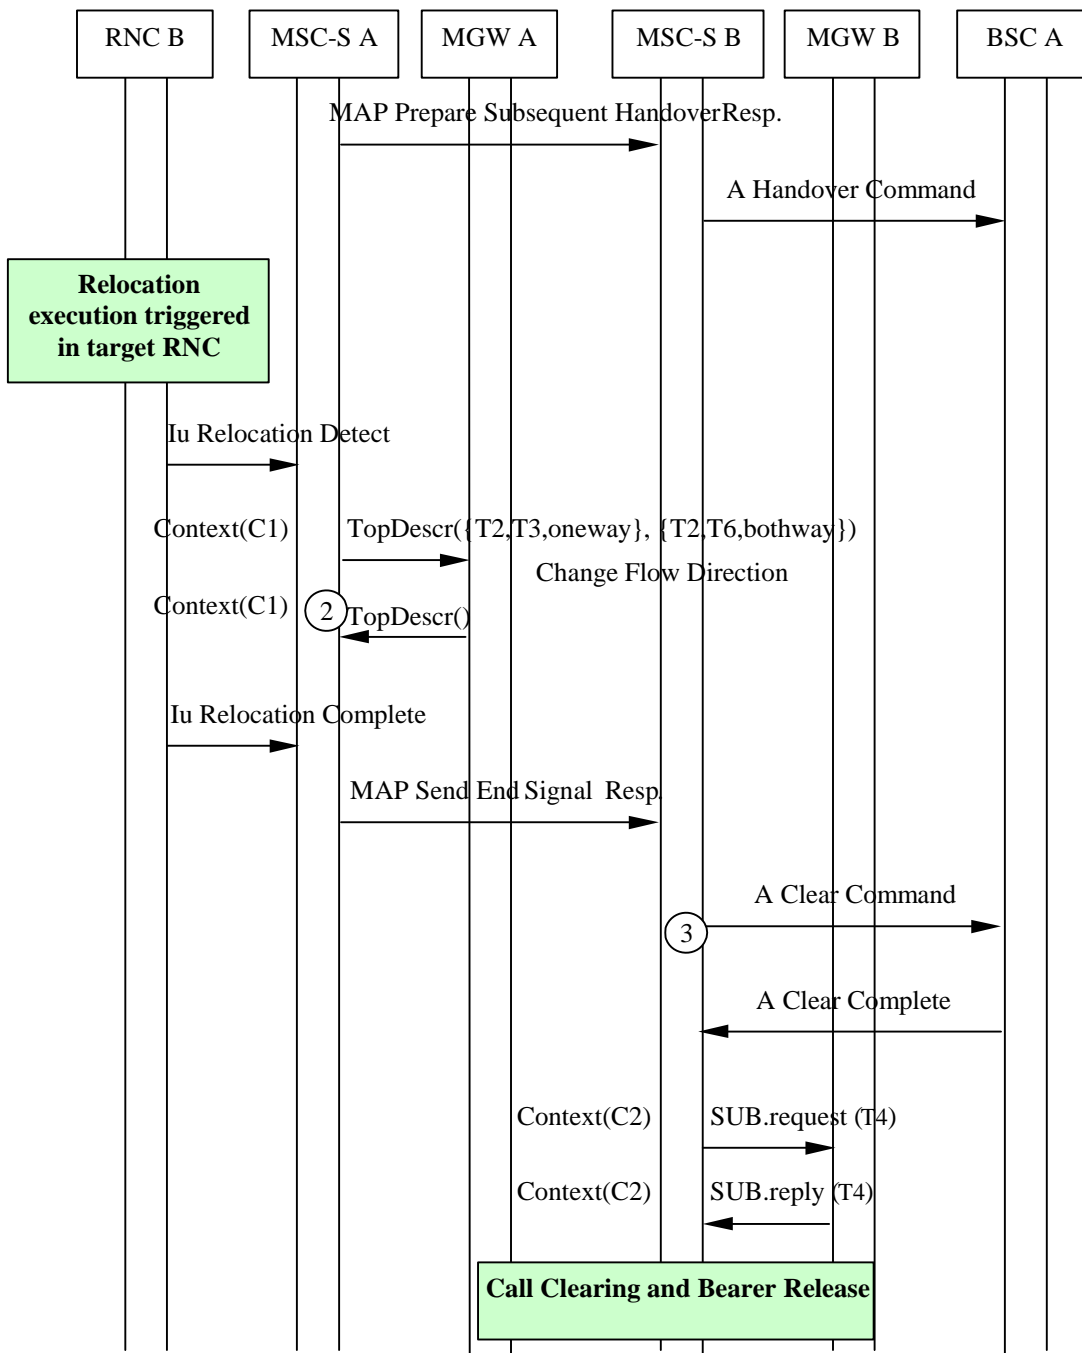 RNC B MSC-S A MGW A MSC-S B MGW B BSC A
MAP Prepare Subsequent HandoverResp.
A Handover Command
Relocation
execution triggered
in target RNC
Iu Relocation Detect
Context(C1) TopDescr({T2,T3,oneway}, {T2,T6,bothway})
Change Flow Direction
Context(C1) 2 TopDescr()
Iu Relocation Complete
MAP Send End Signal Resp.
A Clear Command
3
A Clear Complete
Context(C2) SUB.request (T4)
Context(C2) SUB.reply (T4)
Call Clearing and Bearer Release